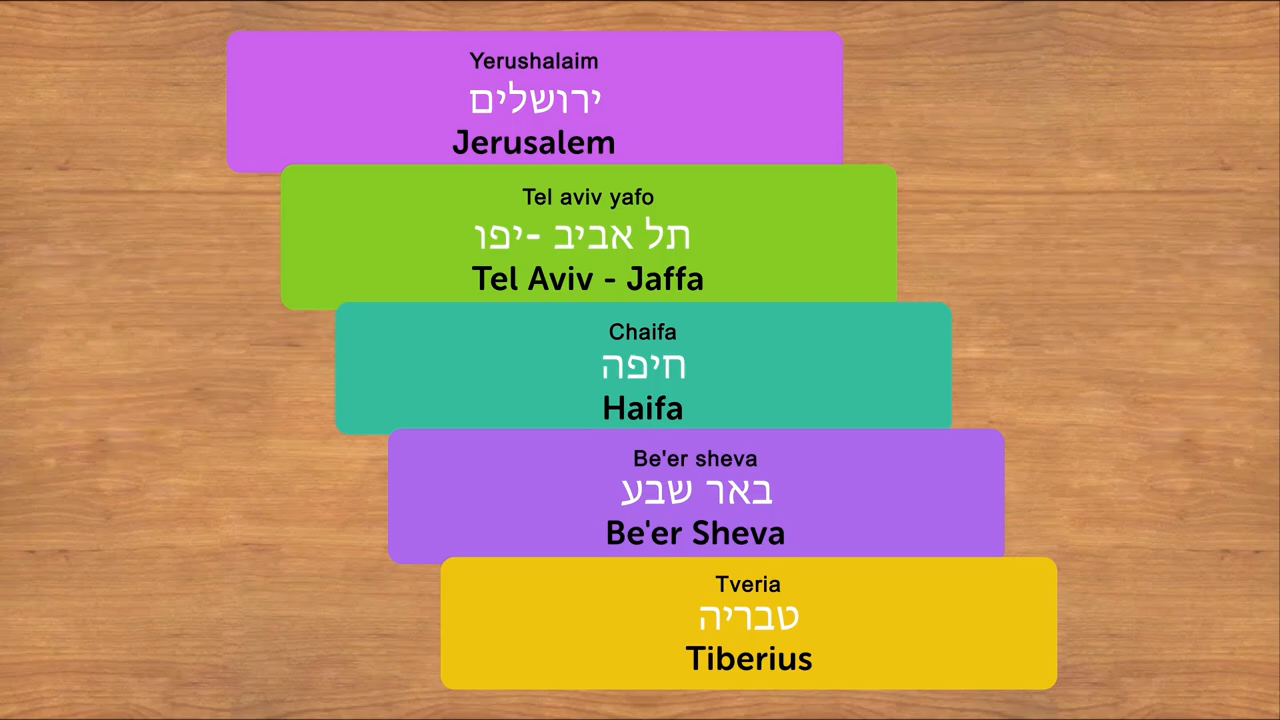 Yerushalaim
ירושלים
Jerusalem
Tel aviv yafo
תל אביב -יפו
Tel Aviv - Jaffa
Chaifa
חיפה
Haifa
Be'er sheva
באר שבע
Be'er Sheva
Tveria
טבריה
Tiberius